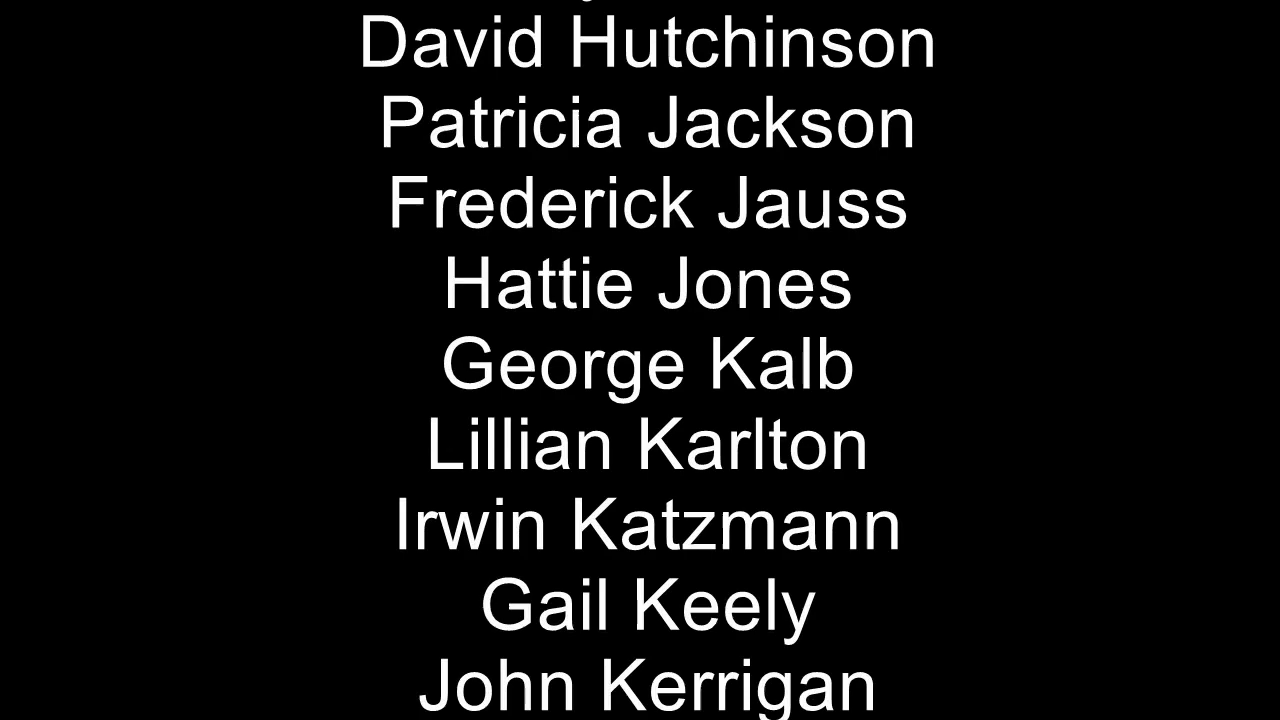 David Hutchinson
Patricia Jackson
Frederick Jauss
Hattie Jones
George Kalb
Lillian Karlton
Irwin Katzmann
Gail Keely
John Kerrigan